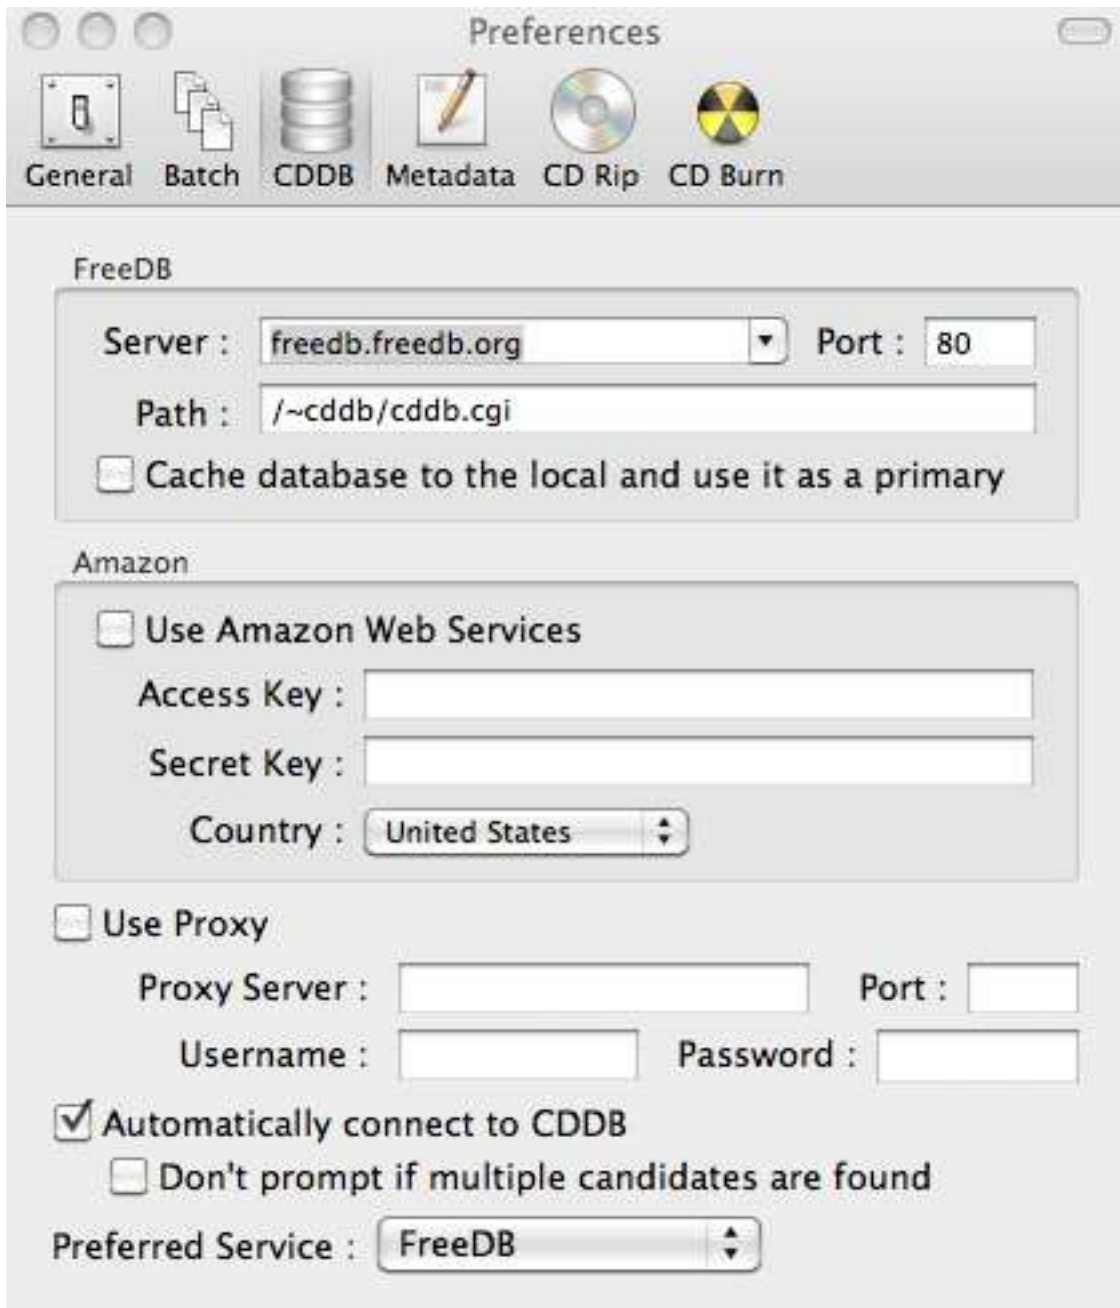 Preferences
General Batch CDDB Metadata CD Rip CD Burn
FreeDB
Server : freedb.freedb.org Port : 80
Path : /~cddb/cddb.cgi
Cache database to the local and use it as a primary
Amazon
Use Amazon Web Services
Access Key :
Secret Key :
Country : United States
Use Proxy
Proxy Server : Port :
Username : Password :
Automatically connect to CDDB
Don't prompt if multiple candidates are found
Preferred Service : FreeDB